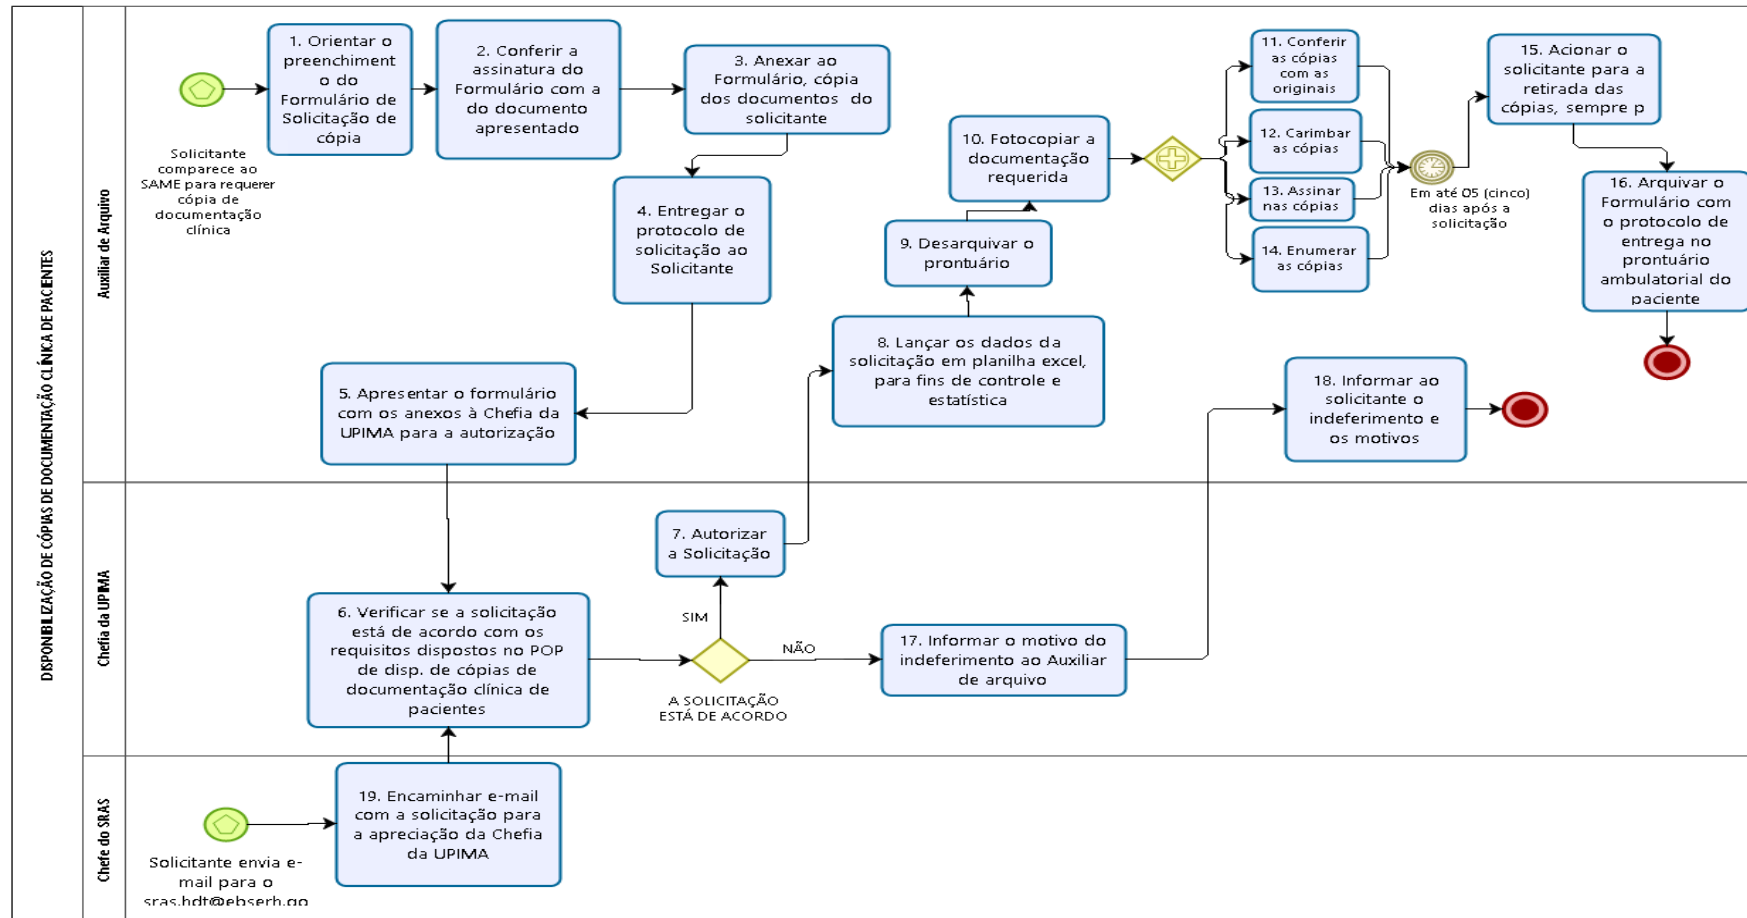 DISPONIBILIZAÇÃO DE CÓPIAS DE DOCUMENTAÇÃO CLÍNICA DE PACIENTES
Auxiliar de Arquivo
Solicitante
comparece ao
SAME para requerer
cópia de
documentação
clínica
1. Orientar o
preenchiment
o do
Formulário de
Solicitação de
cópia
2. Conferir a
assinatura do
Formulário com a
do documento
apresentado
3. Anexar ao
Formulário, cópia
dos documentos do
solicitante
4. Entregar o
protocolo de
solicitação ao
Solicitante
5. Apresentar o formulário
com os anexos à Chefia da
UPIMA para a autorização
8. Lançar os dados da
solicitação em planilha excel,
para fins de controle e
estatística
9. Desarquivar o
prontuário
10. Fotocopiar a
documentação
requerida
11. Conferir
as cópias
com as
originais
12. Carimbar
as cópias
13. Assinar
nas cópias
14. Enumerar
as cópias
Em até 05 (cinco)
dias após a
solicitação
15. Acionar o
solicitante para a
retirada das
cópias, sempre p
16. Arquivar o
Formulário com
o protocolo de
entrega no
prontuário
ambulatorial do
paciente
18. Informar ao
solicitante o
indeferimento e
os motivos
Chefia da UPIMA
6. Verificar se a solicitação
está de acordo com os
requisitos dispostos no POP
de disp. de cópias de
documentação clínica de
pacientes
7. Autorizar
a Solicitação
SIM
NÃO
A SOLICITAÇÃO
ESTÁ DE ACORDO
17. Informar o motivo do
indeferimento ao Auxiliar
de arquivo
Chefe do SRAS
Solicitante envia e-
mail para o
sras.hdt@ebserh.go
19. Encaminhar e-mail
com a solicitação para
a apreciação da Chefia
da UPIMA